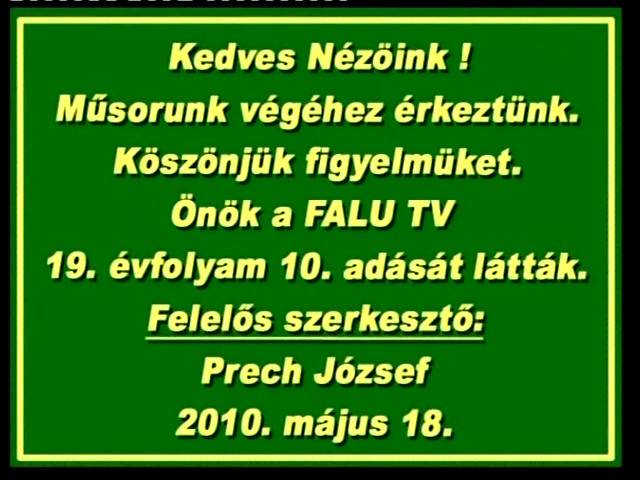 Kedves Nézöink !
Műsorunk végéhez érkeztünk.
Köszönjük figyelmüket.
Önök a FALU TV
19. évfolyam 10. adását látták.
Felelős szerkesztő:
Prech József
2010. május 18.